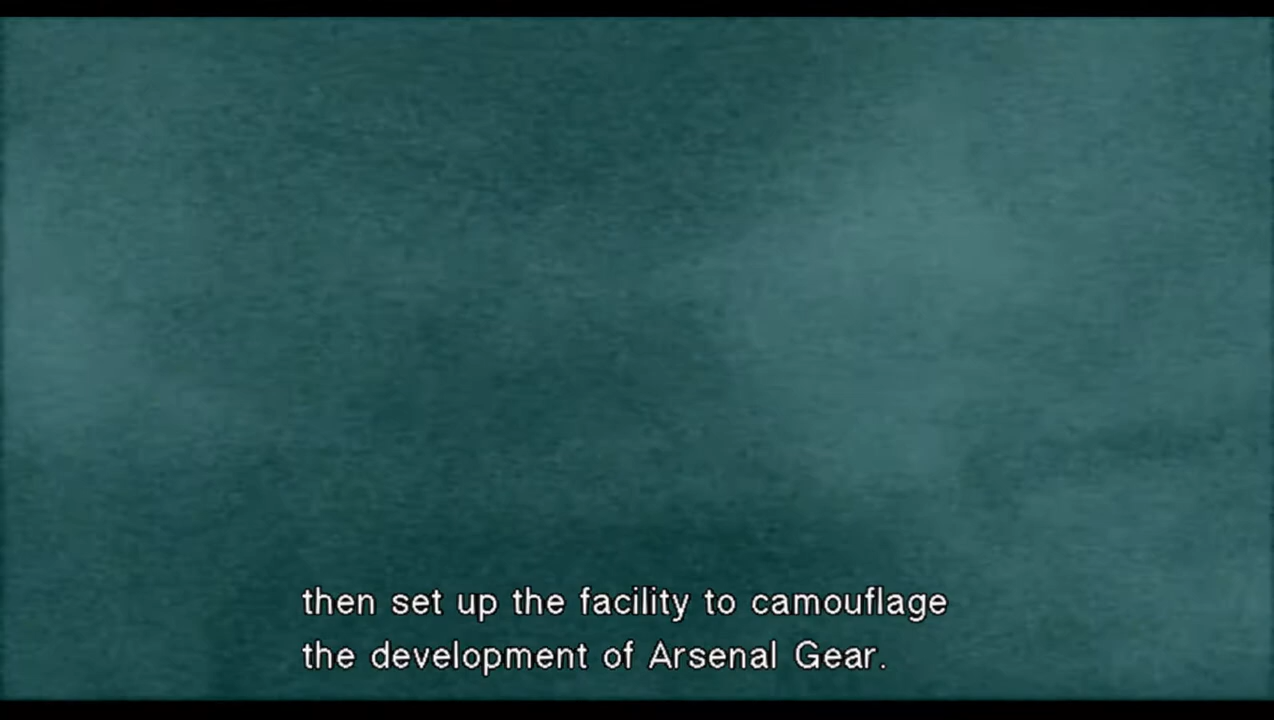 then set up the facility to camouflage
the development of Arsenal Gear.